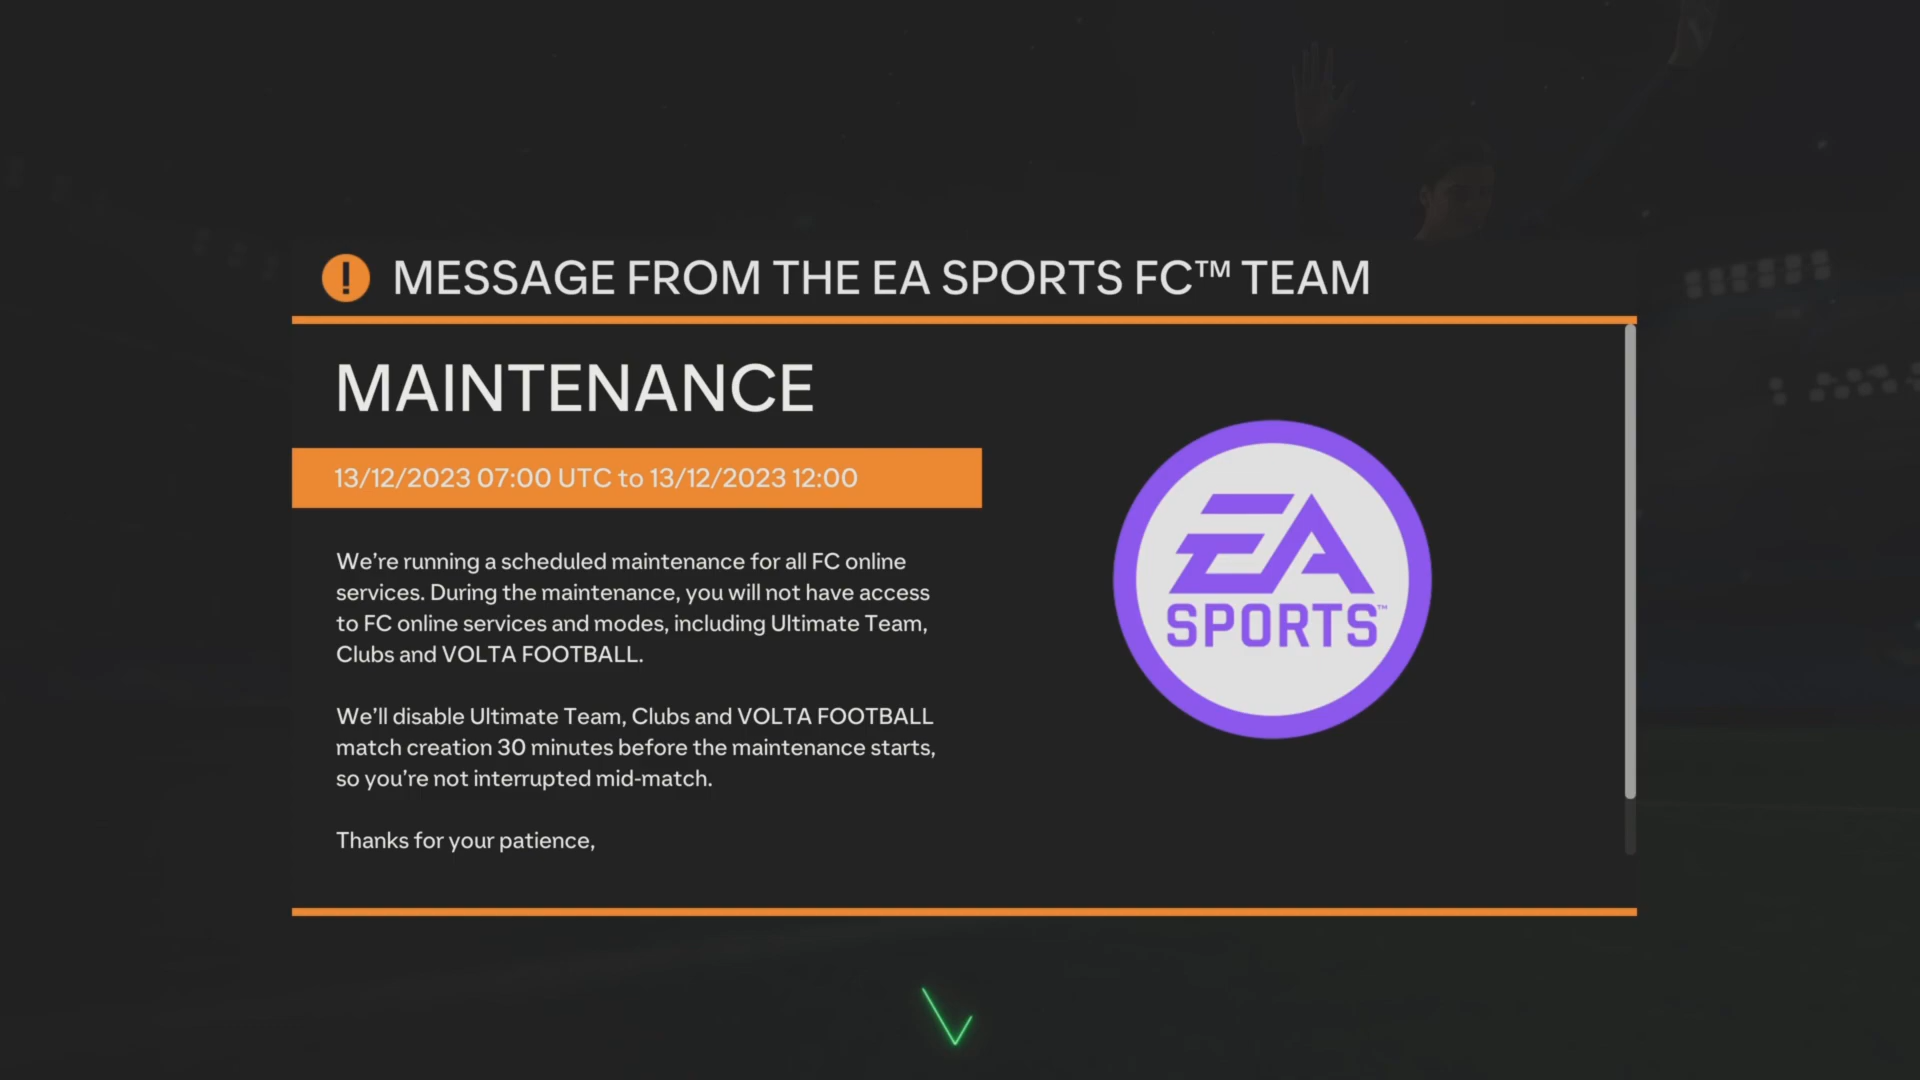 MESSAGE FROM THE EA SPORTS FC™ TEAM
MAINTENANCE
13/12/2023 07:00 UTC to 13/12/2023 12:00
We’re running a scheduled maintenance for all FC online
services. During the maintenance, you will not have access
to FC online services and modes, including Ultimate Team,
Clubs and VOLTA FOOTBALL.
We’ll disable Ultimate Team, Clubs and VOLTA FOOTBALL
match creation 30 minutes before the maintenance starts,
so you’re not interrupted mid-match.
Thanks for your patience,
EA
SPORTS™